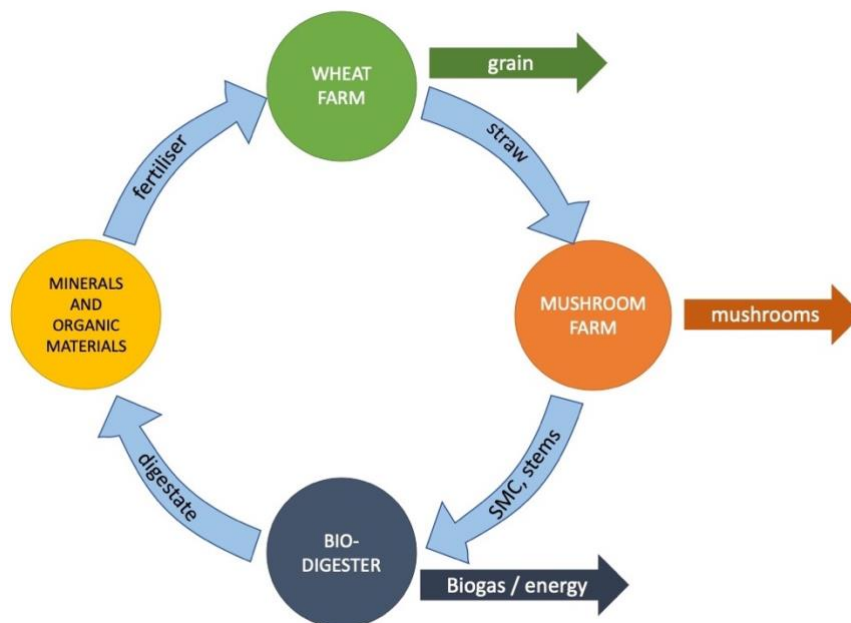 WHEAT
FARM
grain
straw
MUSHROOM
FARM
mushrooms
SMC, stems
BIO-
DIGESTER
Biogas / energy
digestate
MINERALS
AND
ORGANIC
MATERIALS
fertiliser